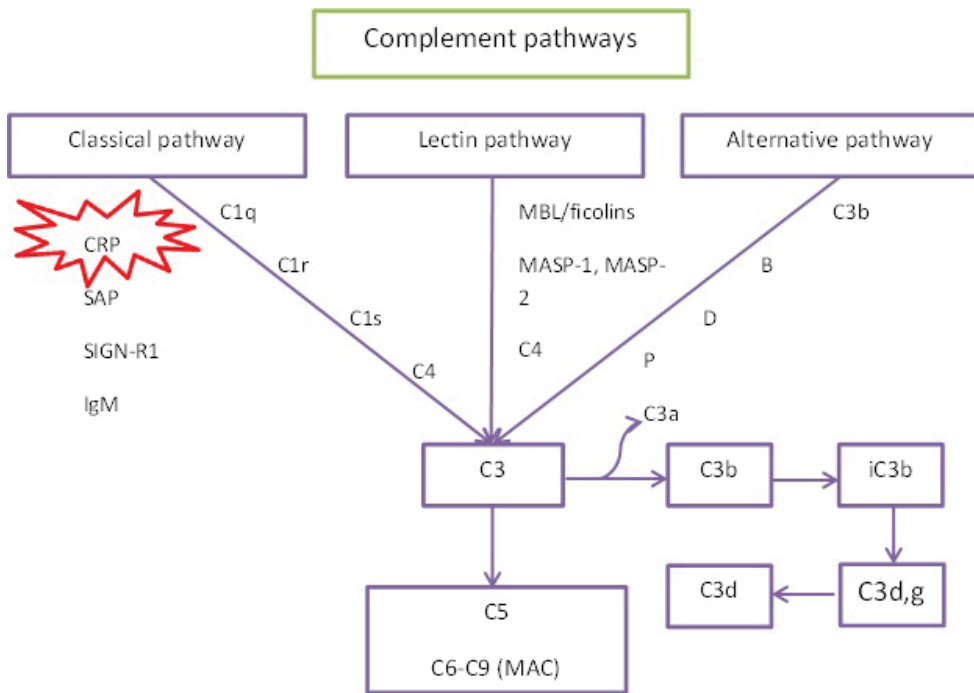 Complement pathways
Classical pathway
Lectin pathway
Alternative pathway
C1q
CRP
C1r
SAP
C1s
SIGN-R1
C4
IgM
MBL/ficolins
MASP-1, MASP-
2
C4
C3b
B
D
P
C3a
C3
C3b
iC3b
C3d
C3d,g
C5
C6-C9 (MAC)